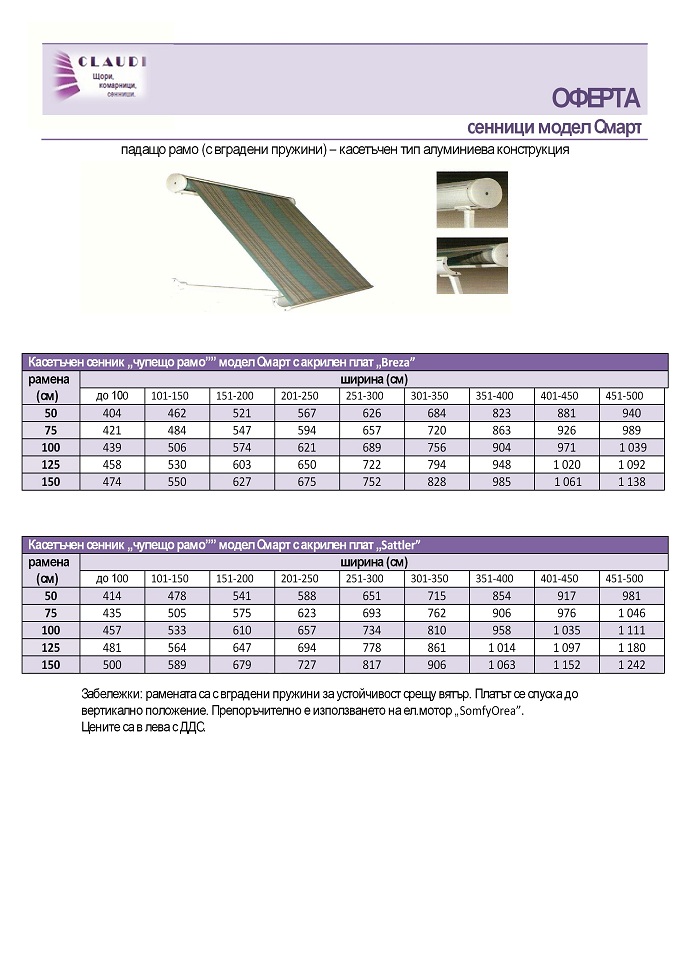 CLAUDI
Щори,
комарници,
сенници.
ОФЕРТА
сенници модел Смарт
падащо рамо (с вградени пружини) – касетъчен тип алуминиева конструкция
Касетъчен сенник „чупещо рамо”” модел Смарт с акрилен плат „Breza”
рамена (см) ширина (см)
до 100 101-150 151-200 201-250 251-300 301-350 351-400 401-450 451-500
50 404 462 521 567 626 684 823 881 940
75 421 484 547 594 657 720 863 926 989
100 439 506 574 621 689 756 904 971 1 039
125 458 530 603 650 722 794 948 1 020 1 092
150 474 550 627 675 752 828 985 1 061 1 138
Касетъчен сенник „чупещо рамо”” модел Смарт с акрилен плат „Sattler”
рамена (см) ширина (см)
до 100 101-150 151-200 201-250 251-300 301-350 351-400 401-450 451-500
50 414 478 541 588 651 715 854 917 981
75 435 505 575 623 693 762 906 976 1 046
100 457 533 610 657 734 810 958 1 035 1 111
125 481 564 647 694 778 861 1 014 1 097 1 180
150 500 589 679 727 817 906 1 063 1 152 1 242
Забележки: рамената са с вградени пружини за устойчивост срещу вятър. Платът се спуска до
вертикално положение. Препоръчително е използването на ел.мотор „SomfyOrea”.
Цените са в лева с ДДС.